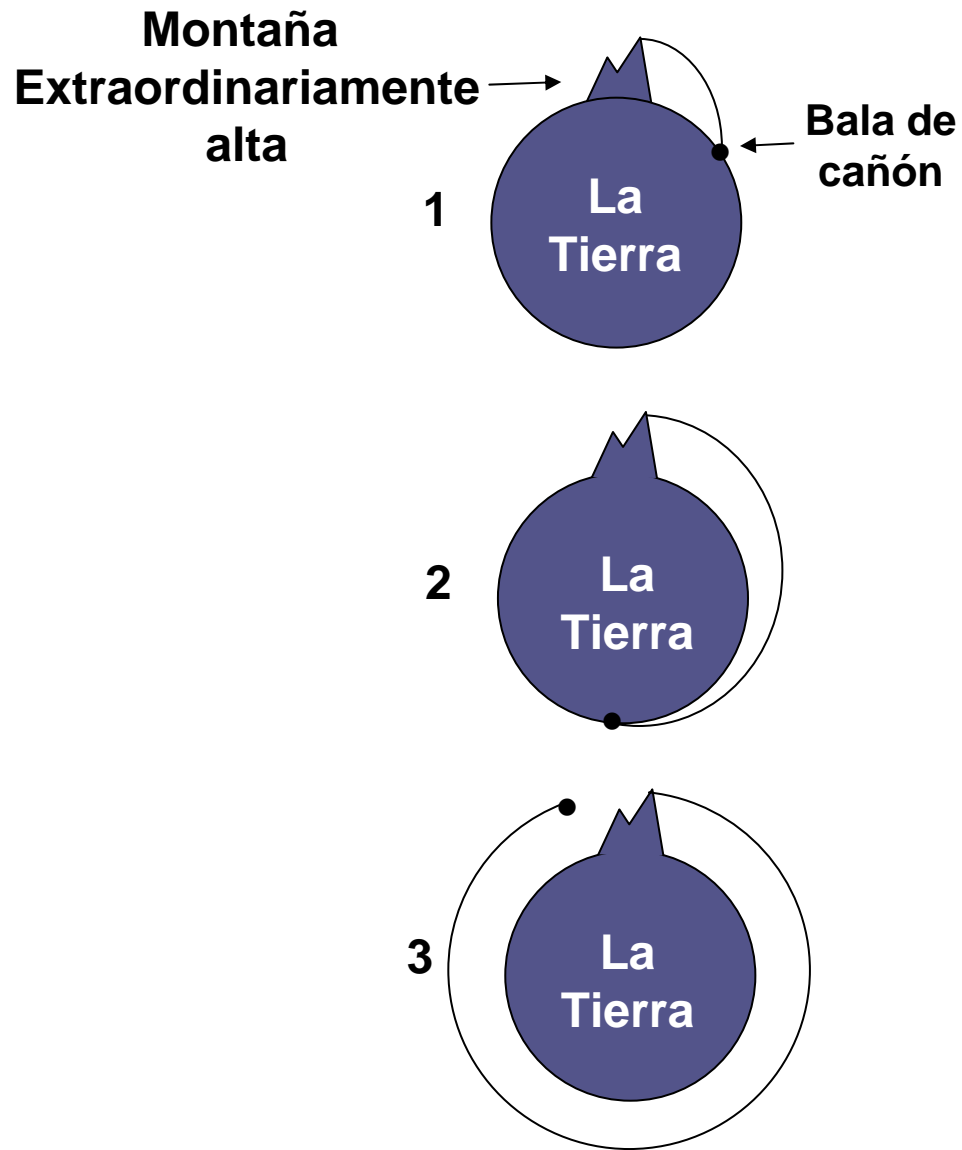 Montaña
Extraordinariamente
alta
Bala de
cañón
1
La
Tierra
2
La
Tierra
3
La
Tierra